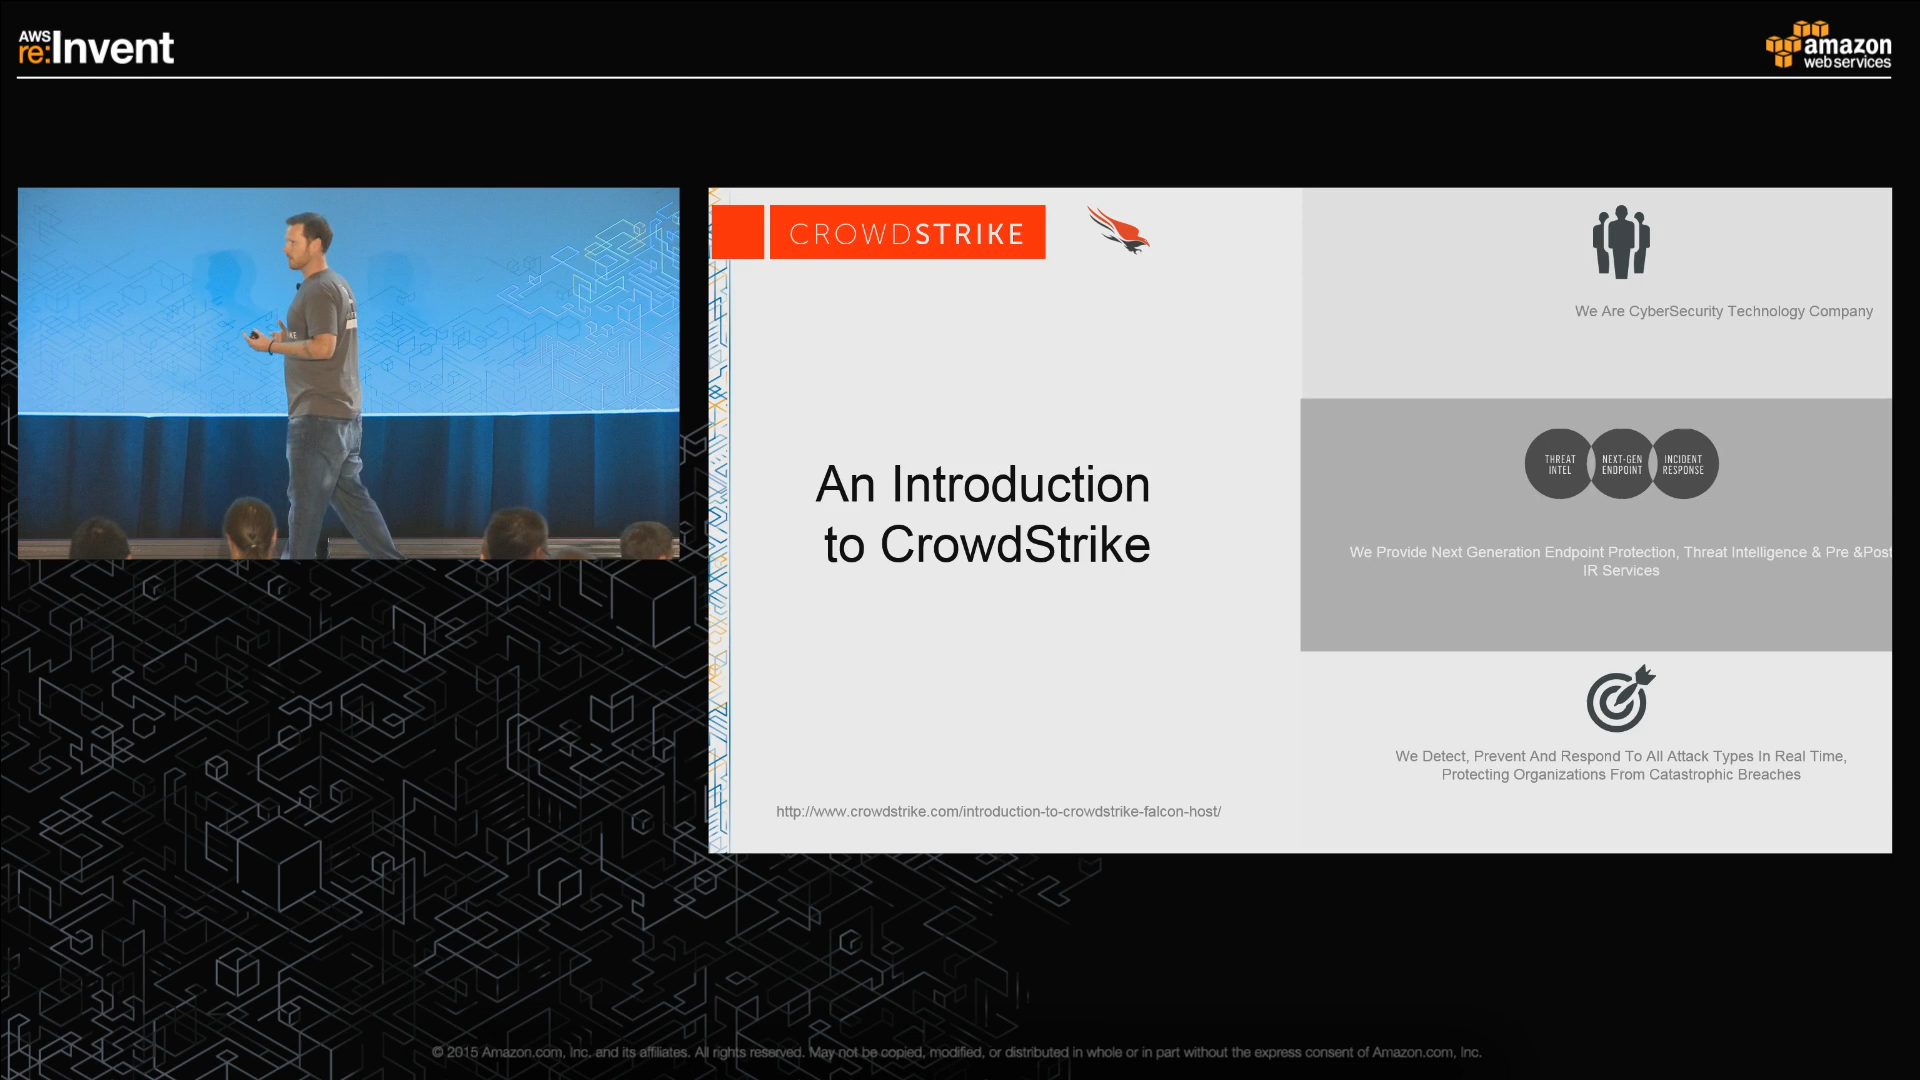 AWS
re:Invent
amazon
web services
CROWDSTRIKE
An Introduction
to CrowdStrike
http://www.crowdstrike.com/introduction-to-crowdstrike-falcon-host/
We Are CyberSecurity Technology Company
THREAT
INTEL
NEXT-GEN
ENDPOINT
INCIDENT
RESPONSE
We Provide Next Generation Endpoint Protection, Threat Intelligence & Pre &Post
IR Services
We Detect, Prevent And Respond To All Attack Types In Real Time,
Protecting Organizations From Catastrophic Breaches
© 2015 Amazon.com, Inc. and its affiliates. All rights reserved. May not be copied, modified, or distributed in whole or in part without the express consent of Amazon.com, Inc.